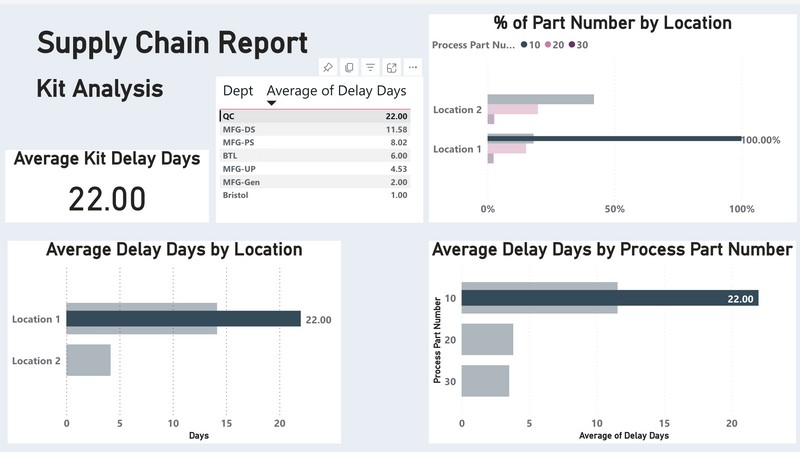 Supply Chain Report
Kit Analysis
Average Kit Delay Days
22.00
Dept Average of Delay Days
QC 22.00
MFG-DS 11.58
MFG-PS 8.02
BTL 6.00
MFG-UP 4.53
MFG-Gen 2.00
Bristol 1.00
% of Part Number by Location
Process Part Nu... 10 20 30
Location 2
Location 1
100.00%
0% 50% 100%
Average Delay Days by Location
Location 1
22.00
Location 2
0 5 10 15 20
Days
Average Delay Days by Process Part Number
Process Part Number
10
22.00
20
30
0 5 10 15 20
Average of Delay Days